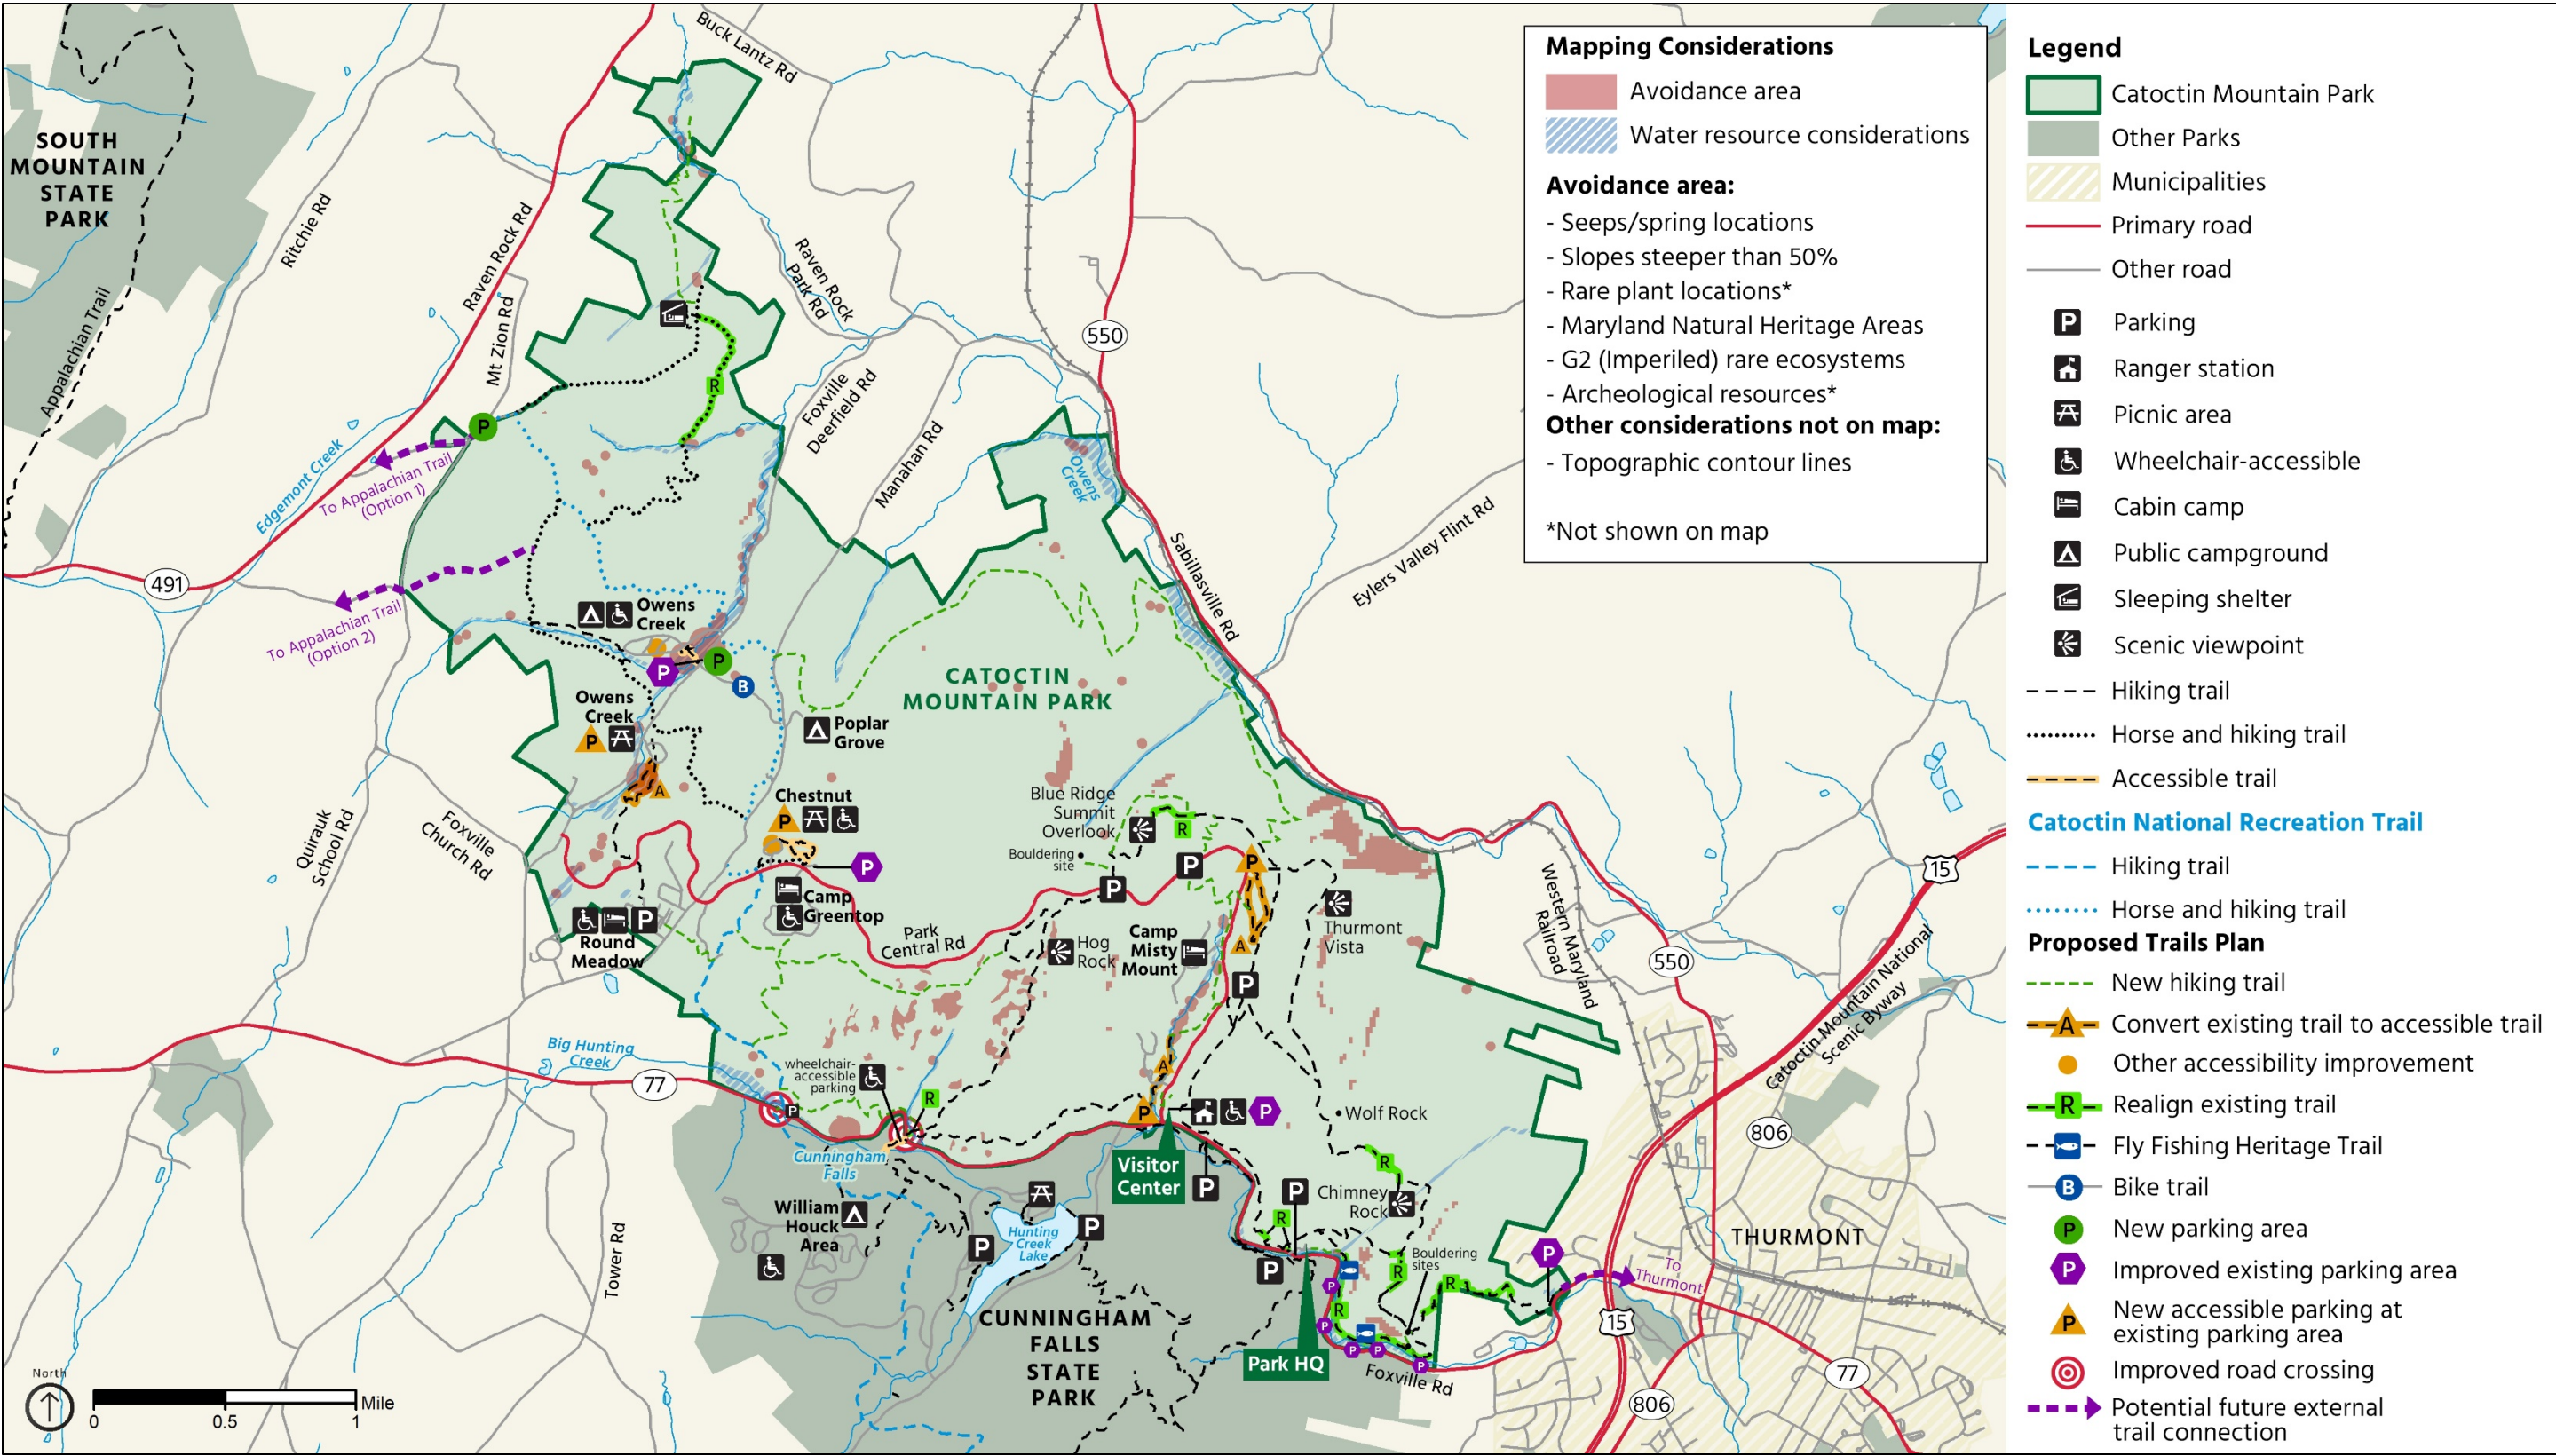 Buck Lantz Rd
SOUTH
MOUNTAIN
STATE
PARK
Ritchie Rd
Raven Rock Rd
Mt Zion Rd
Appalachian Trail
Raven Rock
Park Rd
550
Foxville
Deerfield Rd
Manahan Rd
P
R
To Appalachian Trail
(Option 1)
Edgemont Creek
Owens
Creek
Sabillasville Rd
Eylers Valley Flint Rd
491
To Appalachian Trail
(Option 2)
Owens
Creek
P
P
B
CATOCTIN
MOUNTAIN PARK
Owens
Creek
P
A
Poplar
Grove
Quirauk
School Rd
Foxville
Church Rd
Chestnut
P
P
Camp
Greentop
Round
Meadow
P
Park
Central Rd
Blue Ridge
Summit
Overlook
Bouldering
site
R
P
P
P
A
Hog
Rock
Camp
Misty
Mount
P
Thurmont
Vista
Western Maryland
Railroad
550
15
Catoctin Mountain National
Scenic Byway
Big Hunting
Creek
77
wheelchair-
accessible
parking
P
R
A
P
P
Wolf Rock
806
Cunningham
Falls
Visitor
Center
P
P
R
R
Chimney
Rock
William
Houck
Area
Hunting
Creek
Lake
P
P
P
Bouldering
sites
R
R
P
THURMONT
To
Thurmont
Tower Rd
P
R
P
P
P
P
CUNNINGHAM
FALLS
STATE
PARK
Park HQ
Foxville Rd
15
77
806
North
0
0.5
1
Mile
Mapping Considerations
Avoidance area
Water resource considerations
Avoidance area:
- Seeps/spring locations
- Slopes steeper than 50%
- Rare plant locations*
- Maryland Natural Heritage Areas
- G2 (Imperiled) rare ecosystems
- Archeological resources*
Other considerations not on map:
- Topographic contour lines
*Not shown on map
Legend
Catoctin Mountain Park
Other Parks
Municipalities
Primary road
Other road
P Parking
Ranger station
Picnic area
Wheelchair-accessible
Cabin camp
Public campground
Sleeping shelter
Scenic viewpoint
Hiking trail
Horse and hiking trail
Accessible trail
Catoctin National Recreation Trail
Hiking trail
Horse and hiking trail
Proposed Trails Plan
New hiking trail
A Convert existing trail to accessible trail
Other accessibility improvement
R Realign existing trail
Fly Fishing Heritage Trail
B Bike trail
P New parking area
P Improved existing parking area
P New accessible parking at
existing parking area
Improved road crossing
Potential future external
trail connection